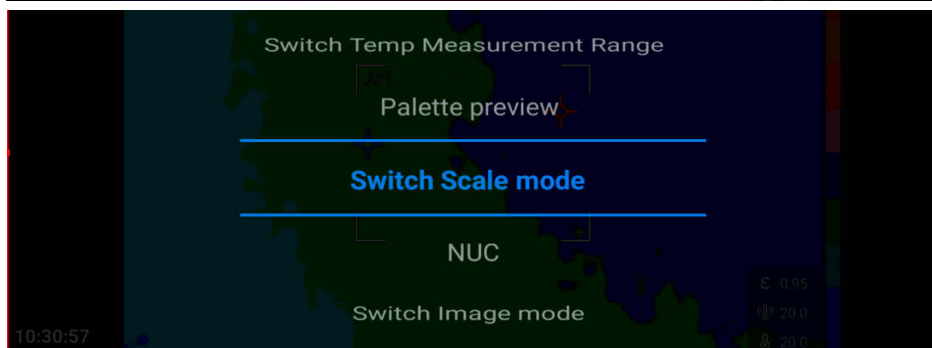 Switch Temp Measurement Range
Palette preview
Switch Scale mode
NUC
Switch Image mode
ε 0.95
20.0
20.0
10:30:57